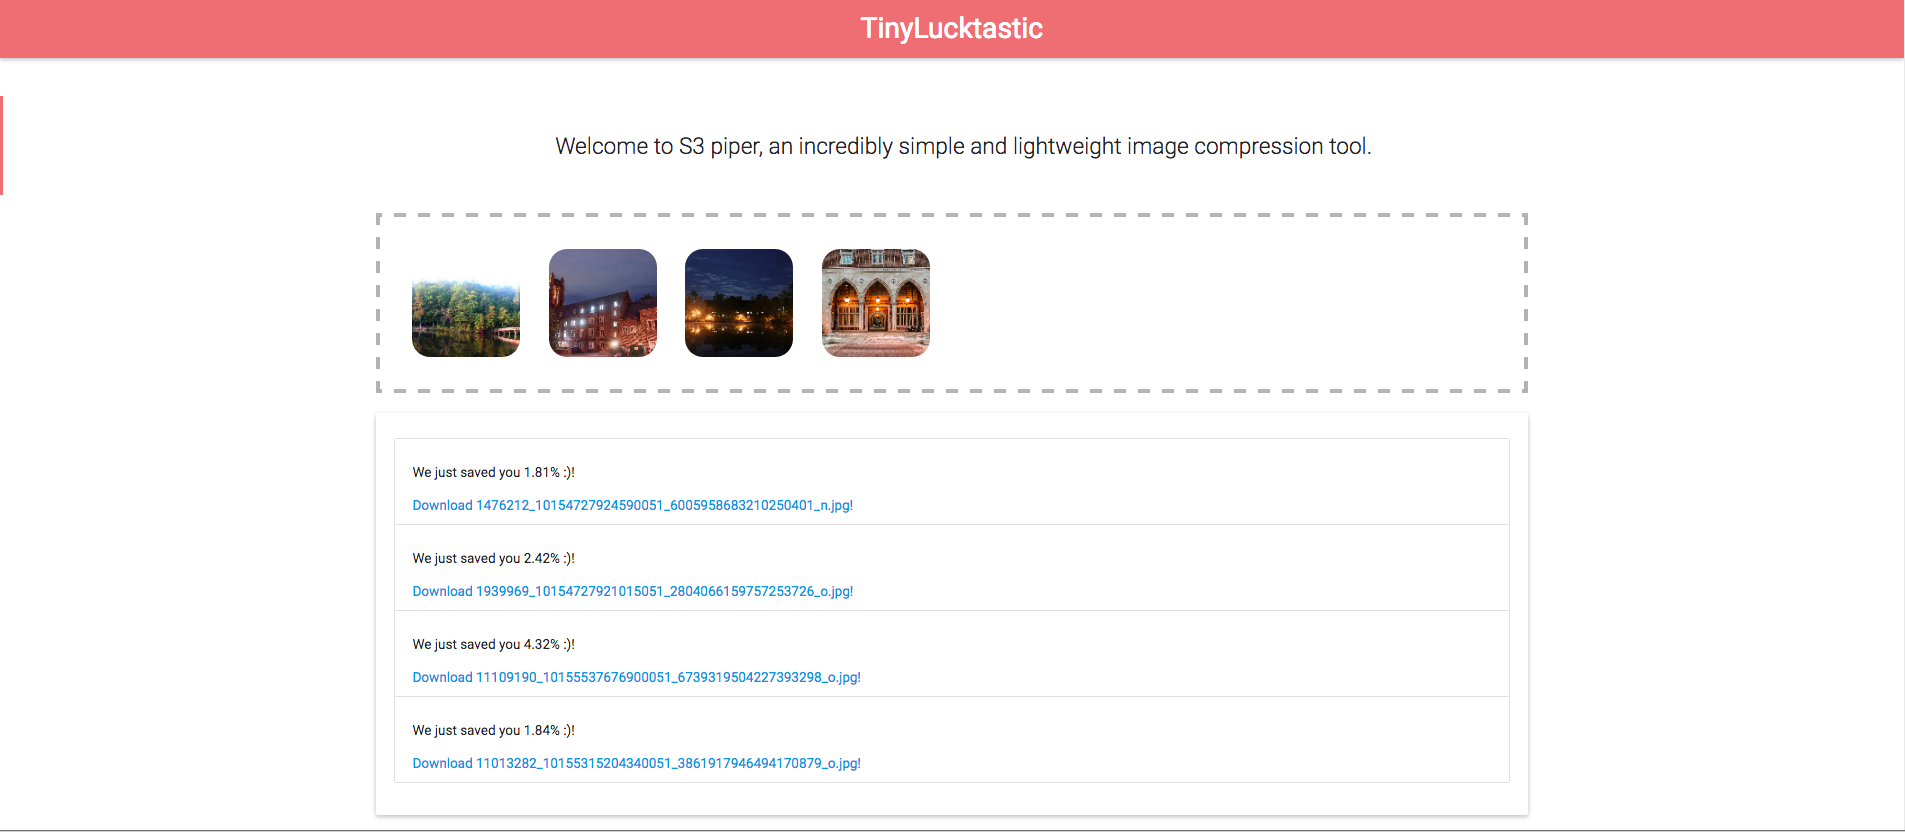 TinyLucktastic
Welcome to S3 piper, an incredibly simple and lightweight image compression tool.
We just saved you 1.81% :)!
Download 1476212_10154727924590051_6005958683210250401_n.jpg!
We just saved you 2.42% :)!
Download 1939969_10154727921015051_2804066159757253726_o.jpg!
We just saved you 4.32% :)!
Download 11109190_10155537676900051_6739319504227393298_o.jpg!
We just saved you 1.84% :)!
Download 11013282_10155315204340051_3861917946494170879_o.jpg!